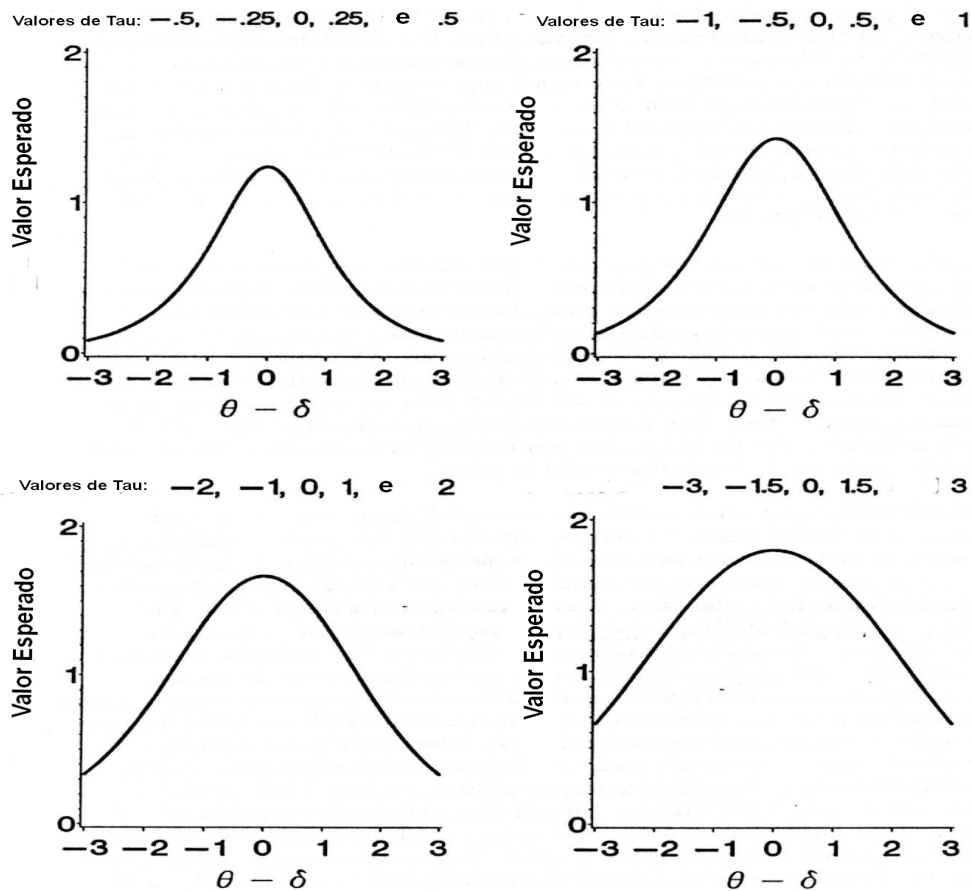 Valores de Tau: —.5, —.25, 0, .25, e .5
2
1
0
Valor Esperado
—3 —2 —1 0 1 2 3
θ — δ
Valores de Tau: —1, —.5, 0, .5, e 1
2
1
0
Valor Esperado
—3 —2 —1 0 1 2 3
θ — δ
Valores de Tau: —2, —1, 0, 1, e 2
2
1
0
Valor Esperado
—3 —2 —1 0 1 2 3
θ — δ
—3, —1.5, 0, 1.5, 3
2
1
0
Valor Esperado
—3 —2 —1 0 1 2 3
θ — δ